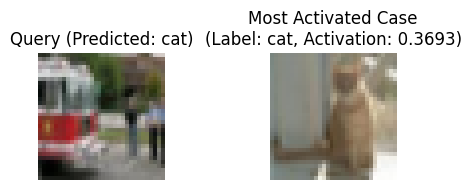 Query (Predicted: cat)
Most Activated Case
(Label: cat, Activation: 0.3693)